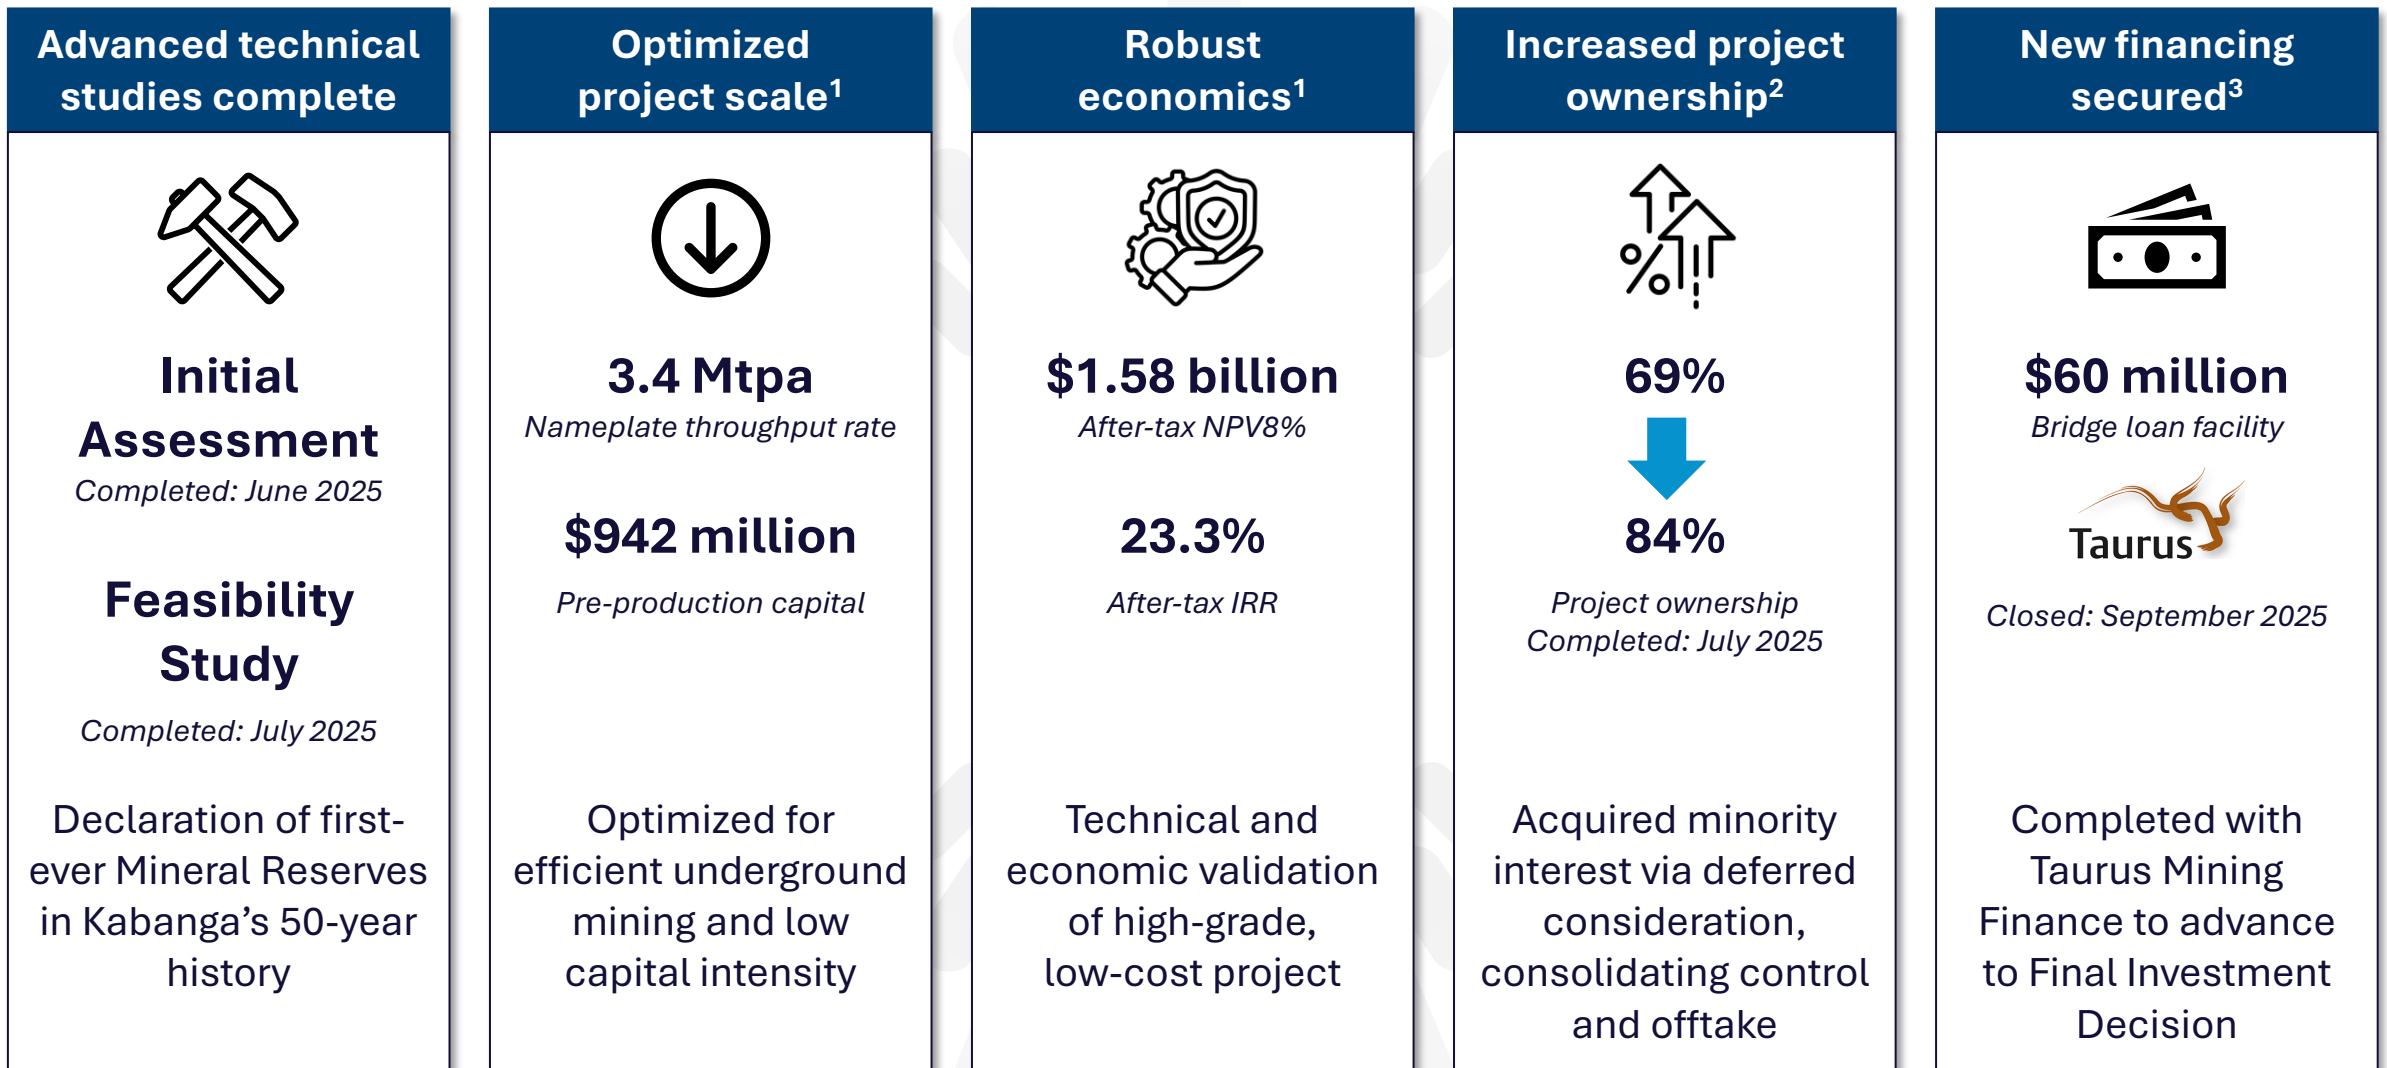 Advanced technical
studies complete
Initial
Assessment
Completed: June 2025
Feasibility
Study
Completed: July 2025
Declaration of first-
ever Mineral Reserves
in Kabanga’s 50-year
history
Optimized
project scale¹
3.4 Mtpa
Nameplate throughput rate
$942 million
Pre-production capital
Optimized for
efficient underground
mining and low
capital intensity
Robust
economics¹
$1.58 billion
After-tax NPV8%
23.3%
After-tax IRR
Technical and
economic validation
of high-grade,
low-cost project
Increased project
ownership²
%
69%
84%
Project ownership
Completed: July 2025
Acquired minority
interest via deferred
consideration,
consolidating control
and offtake
New financing
secured³
$60 million
Bridge loan facility
Taurus
Closed: September 2025
Completed with
Taurus Mining
Finance to advance
to Final Investment
Decision